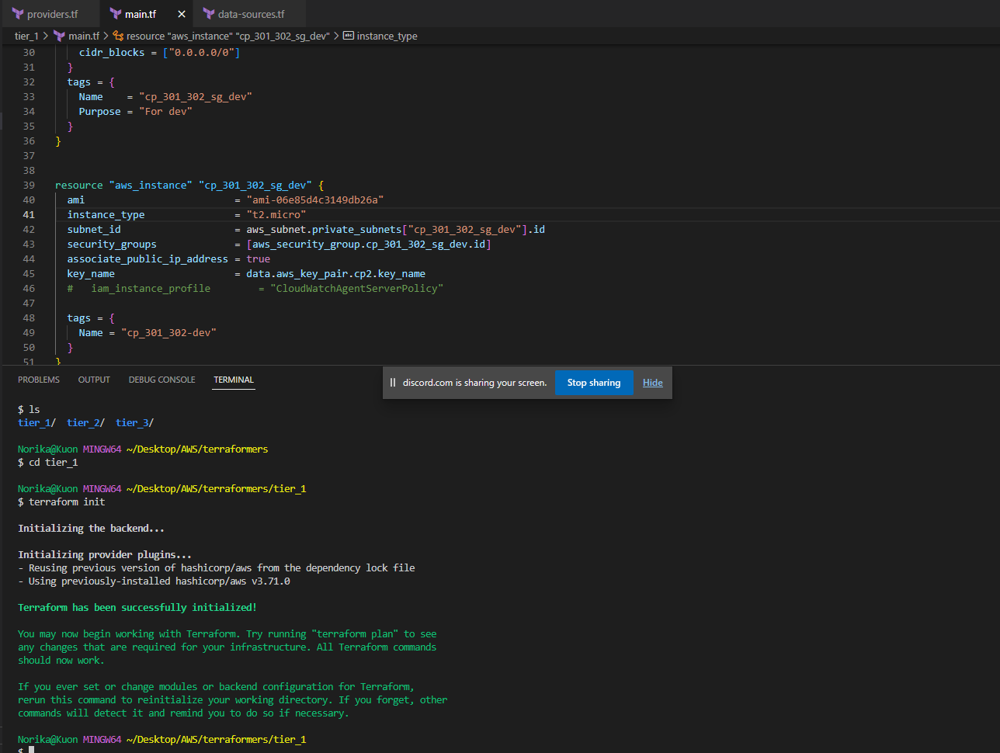 providers.tf
main.tf
data-sources.tf
tier_1 > main.tf > resource "aws_instance" "cp_301_302_sg_dev" > instance_type
30 cidr_blocks = ["0.0.0.0/0"]
31 }
32 tags = {
33 Name    = "cp_301_302_sg_dev"
34 Purpose = "For dev"
35 }
36 }
37
38
39 resource "aws_instance" "cp_301_302_sg_dev" {
40 ami                         = "ami-06e85d4c3149db26a"
41 instance_type               = "t2.micro"
42 subnet_id                   = aws_subnet.private_subnets["cp_301_302_sg_dev"].id
43 security_groups             = [aws_security_group.cp_301_302_sg_dev.id]
44 associate_public_ip_address = true
45 key_name                    = data.aws_key_pair.cp2.key_name
46 #   iam_instance_profile        = "CloudWatchAgentServerPolicy"
47
48 tags = {
49 Name = "cp_301_302-dev"
50 }
51 }
PROBLEMS OUTPUT DEBUG CONSOLE TERMINAL
discord.com is sharing your screen. Stop sharing Hide
$ ls
tier_1/  tier_2/  tier_3/
Norika@Kuon MINGW64 ~/Desktop/AWS/terraformers
$ cd tier_1
Norika@Kuon MINGW64 ~/Desktop/AWS/terraformers/tier_1
$ terraform init
Initializing the backend...
Initializing provider plugins...
- Reusing previous version of hashicorp/aws from the dependency lock file
- Using previously-installed hashicorp/aws v3.71.0
Terraform has been successfully initialized!
You may now begin working with Terraform. Try running "terraform plan" to see
any changes that are required for your infrastructure. All Terraform commands
should now work.
If you ever set or change modules or backend configuration for Terraform,
rerun this command to reinitialize your working directory. If you forget, other
commands will detect it and remind you to do so if necessary.
Norika@Kuon MINGW64 ~/Desktop/AWS/terraformers/tier_1
$